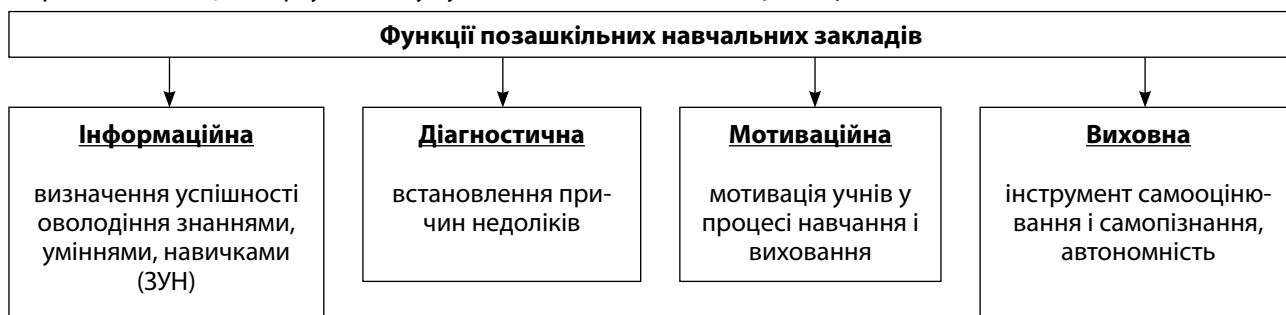 Функції позашкільних навчальних закладів
Інформаційна
визначення успішності
оволодіння знаннями,
уміннями, навичками
(ЗУН)
Діагностична
встановлення при-
чин недоліків
Мотиваційна
мотивація учнів у
процесі навчання і
виховання
Виховна
інструмент самооціню-
вання і самопізнання,
автономність